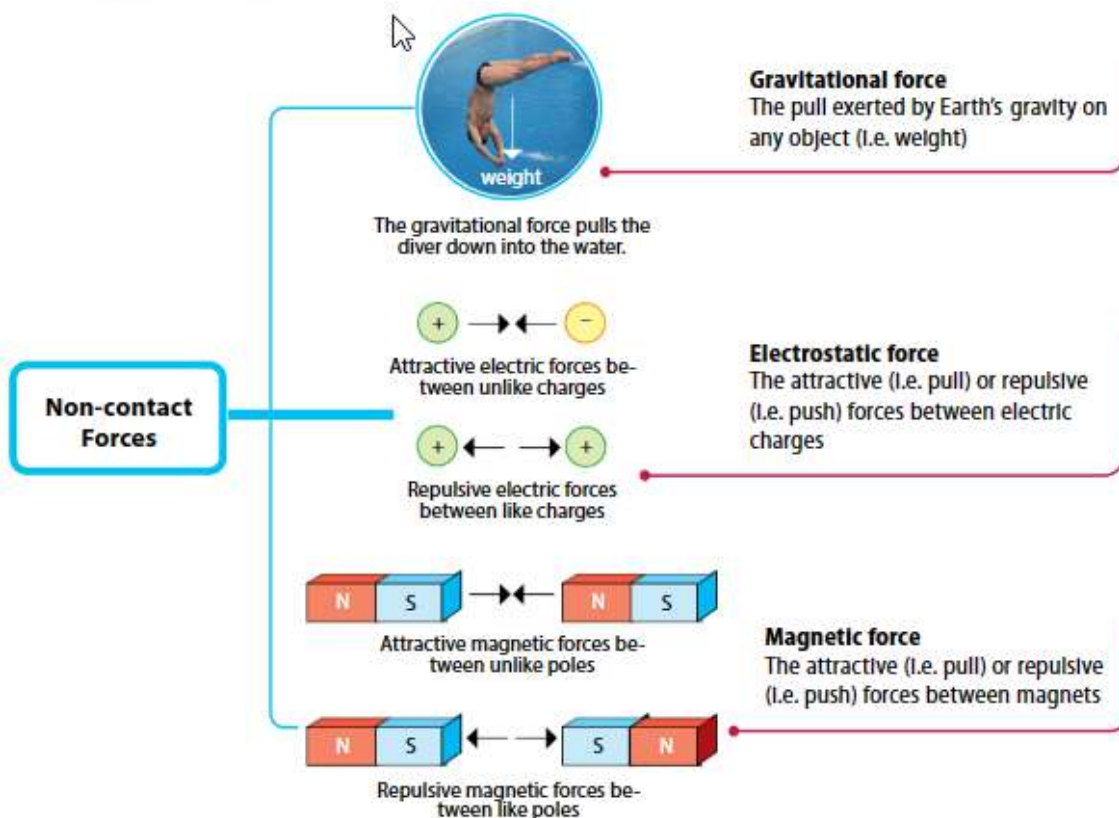 weight
The gravitational force pulls the
diver down into the water.
Gravitational force
The pull exerted by Earth's gravity on
any object (i.e. weight)
Non-contact
Forces
+
−
Attractive electric forces be-
tween unlike charges
+
+
Repulsive electric forces
between like charges
Electrostatic force
The attractive (i.e. pull) or repulsive
(i.e. push) forces between electric
charges
N S
N S
Attractive magnetic forces be-
tween unlike poles
N S
S N
Repulsive magnetic forces be-
tween like poles
Magnetic force
The attractive (i.e. pull) or repulsive
(i.e. push) forces between magnets